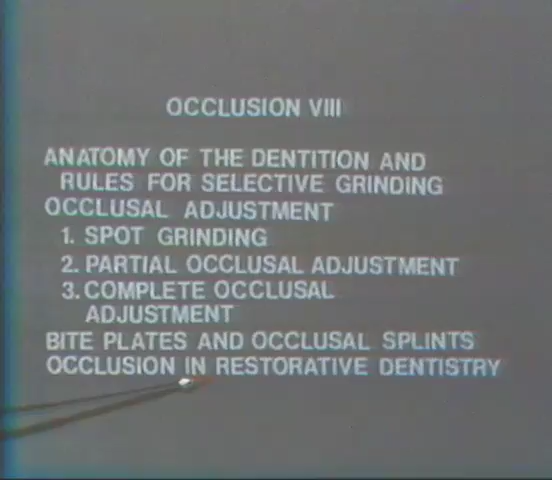 OCCLUSION VIII
ANATOMY OF THE DENTITION AND
RULES FOR SELECTIVE GRINDING
OCCLUSAL ADJUSTMENT
1. SPOT GRINDING
2. PARTIAL OCCLUSAL ADJUSTMENT
3. COMPLETE OCCLUSAL
ADJUSTMENT
BITE PLATES AND OCCLUSAL SPLINTS
OCCLUSION IN RESTORATIVE DENTISTRY